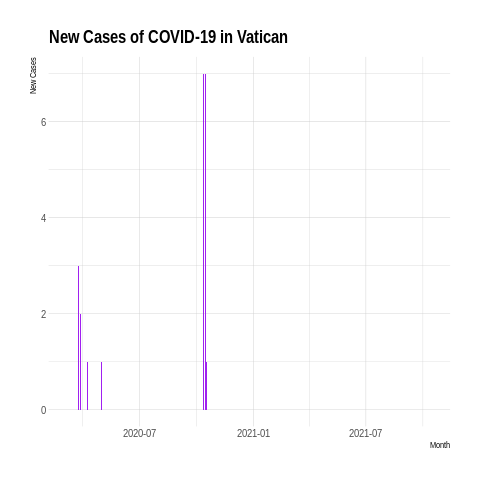 New Cases of COVID-19 in Vatican
New Cases
6
4
2
0
2020-07
2021-01
2021-07
Month